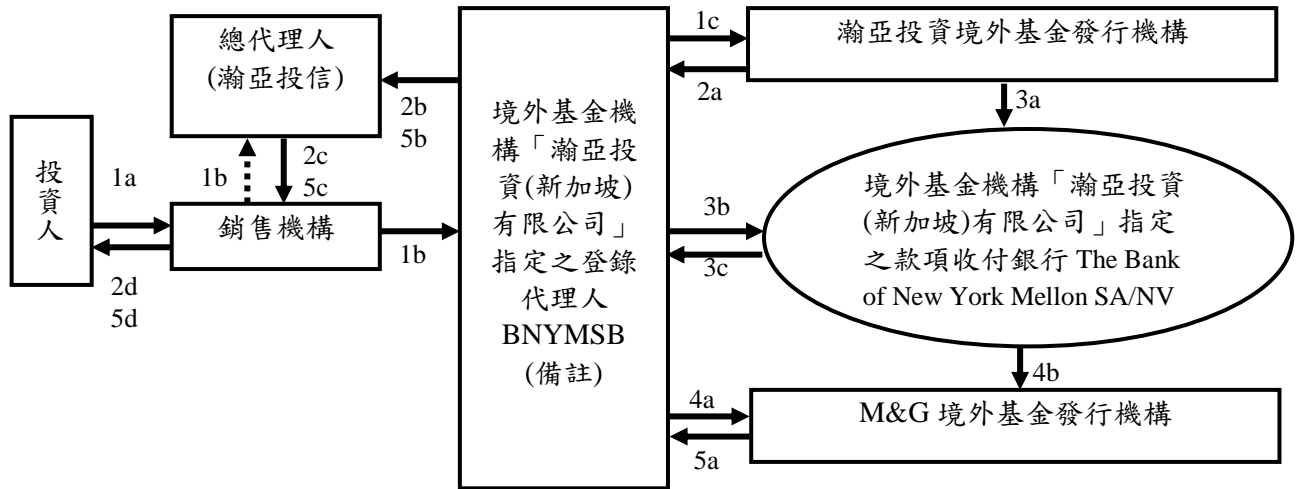 總代理人
(瀚亞投信)
投
資
人
銷售機構
1a
2d
5d
1b
2c
5c
2b
5b
1b
境外基金機
構「瀚亞投
資(新加坡)
有限公司」
指定之登錄
代理人
BNYMSB
(備註)
1c
2a
瀚亞投資境外基金發行機構
3a
3b
3c
境外基金機構「瀚亞投資
(新加坡)有限公司」指定
之款項收付銀行 The Bank
of New York Mellon SA/NV
4b
4a
5a
M&G 境外基金發行機構